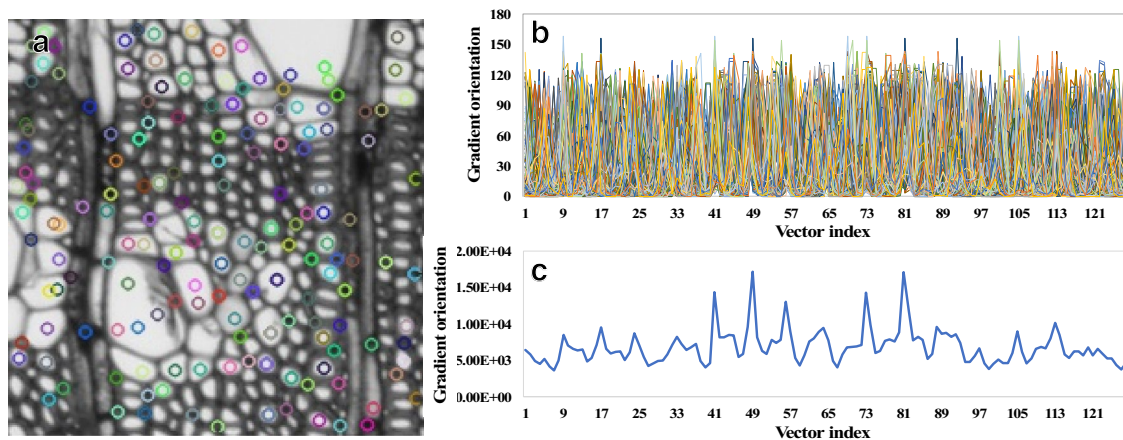 a
b
Gradient orientation
180
150
120
90
60
30
0
1 9 17 25 33 41 49 57 65 73 81 89 97 105 113 121
Vector index
c
Gradient orientation
2.00E+04
1.50E+04
1.00E+04
5.00E+03
0.00E+00
1 9 17 25 33 41 49 57 65 73 81 89 97 105 113 121
Vector index